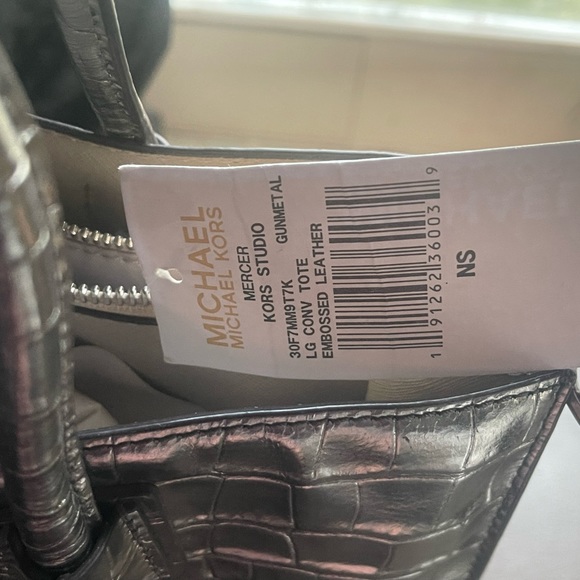 MICHAEL
MICHAEL KORS
MERCER
KORS STUDIO
30F7MM9T7K GUNMETAL
LG CONV TOTE
EMBOSSED LEATHER
1 91262 36003 9
NS